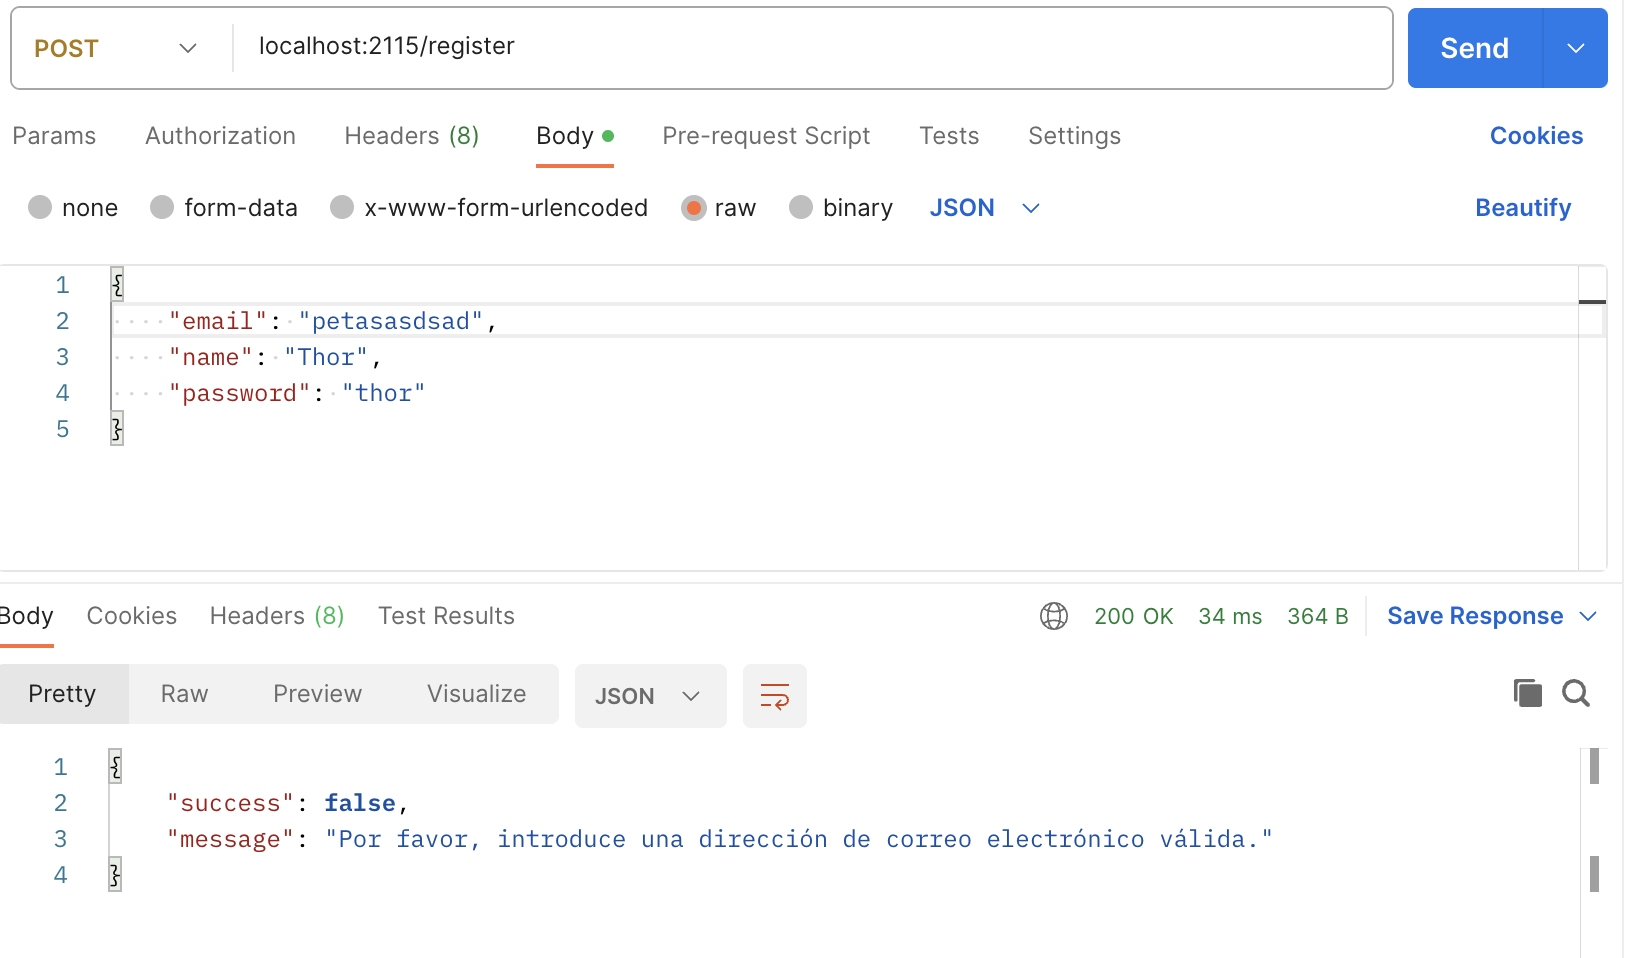 POST localhost:2115/register Send
Params Authorization Headers (8) Body Pre-request Script Tests Settings Cookies
none form-data x-www-form-urlencoded raw binary JSON Beautify
1 {
2 "email": "petasasdsad",
3 "name": "Thor",
4 "password": "thor"
5 }
Body Cookies Headers (8) Test Results 200 OK 34 ms 364 B Save Response
Pretty Raw Preview Visualize JSON
1 {
2 "success": false,
3 "message": "Por favor, introduce una dirección de correo electrónico válida."
4 }